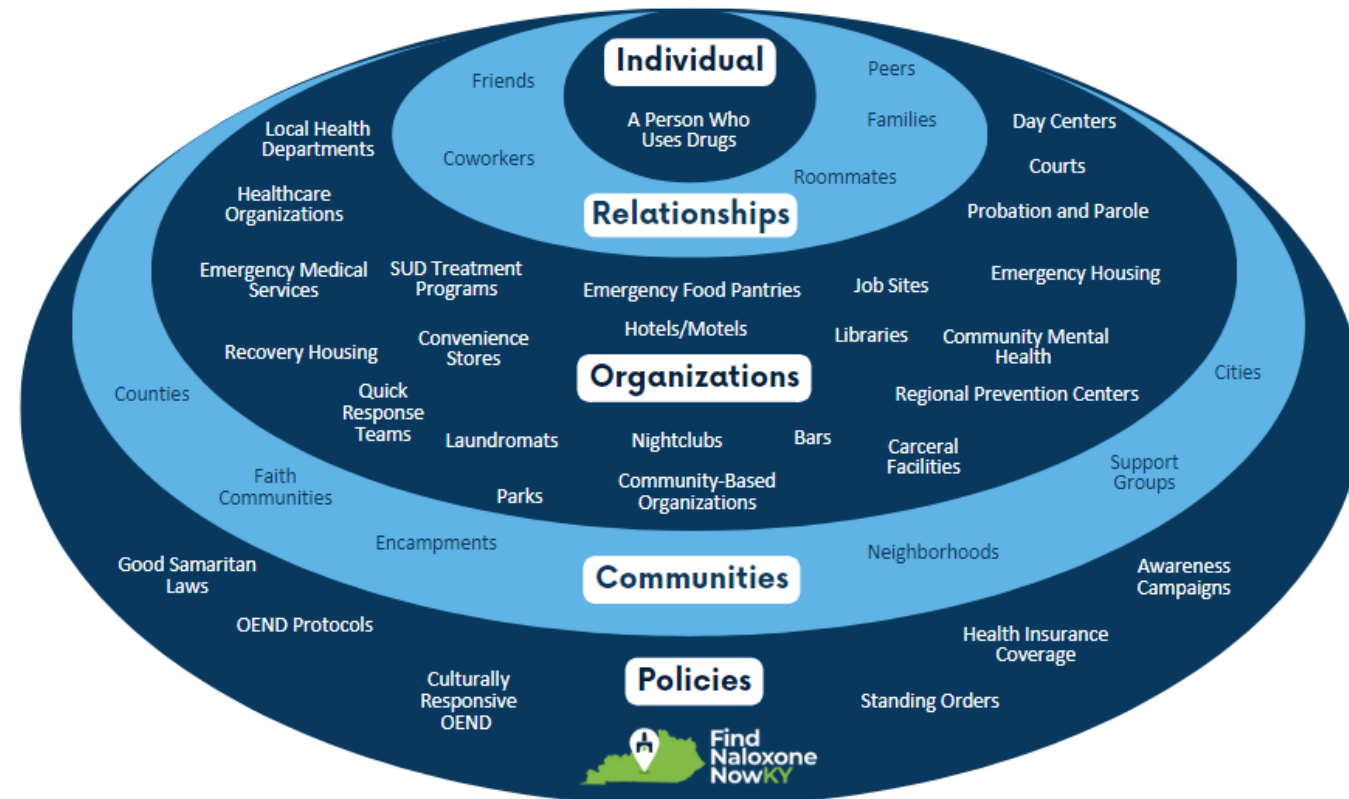 Individual
A Person Who
Uses Drugs
Friends
Peers
Families
Coworkers
Roommates
Relationships
Local Health
Departments
Day Centers
Courts
Healthcare
Organizations
Probation and Parole
Emergency Medical
Services
SUD Treatment
Programs
Emergency Food Pantries
Job Sites
Emergency Housing
Hotels/Motels
Libraries
Community Mental
Health
Recovery Housing
Convenience
Stores
Organizations
Quick
Response
Teams
Regional Prevention Centers
Laundromats
Nightclubs
Bars
Carceral
Facilities
Parks
Community-Based
Organizations
Counties
Cities
Faith
Communities
Support
Groups
Encampments
Neighborhoods
Communities
Good Samaritan
Laws
Awareness
Campaigns
OEND Protocols
Health Insurance
Coverage
Policies
Culturally
Responsive
OEND
Standing Orders
Find
Naloxone
NowKY